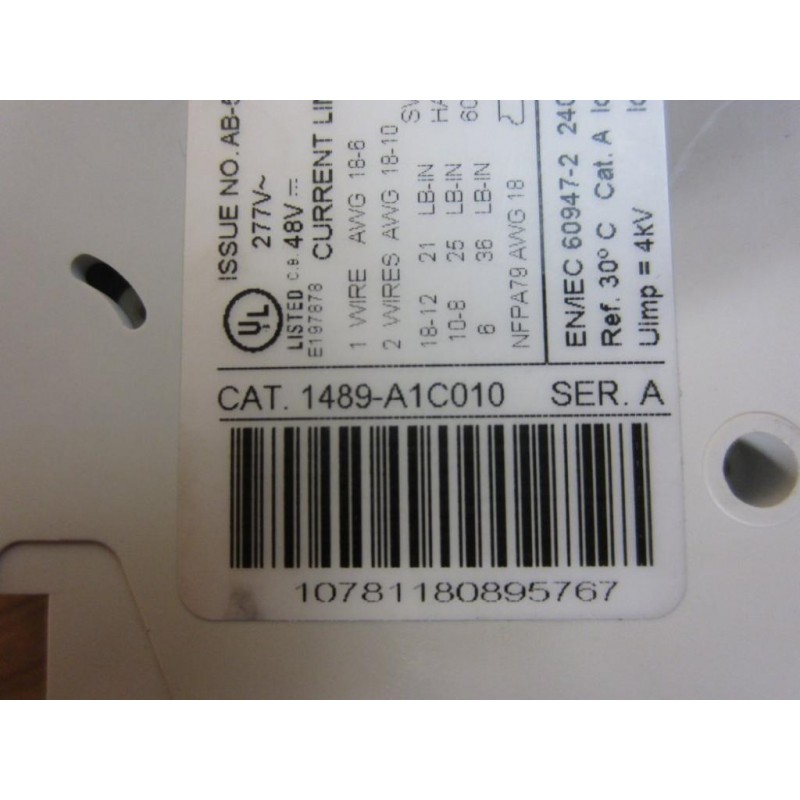 ISSUE NO. AB-
277V~
48V
CURRENT
UL
LISTED C.B.
E197878
1 WIRE AWG 18-6
2 WIRES AWG 18-10
18-12 21 LB-IN
10-8 25 LB-IN
6 36 LB-IN
60
NFPA79 AWG 18
EN/IEC 60947-2
Ref. 30° C Cat. A
Uimp = 4kV
CAT. 1489-A1C010 SER. A
10781180895767